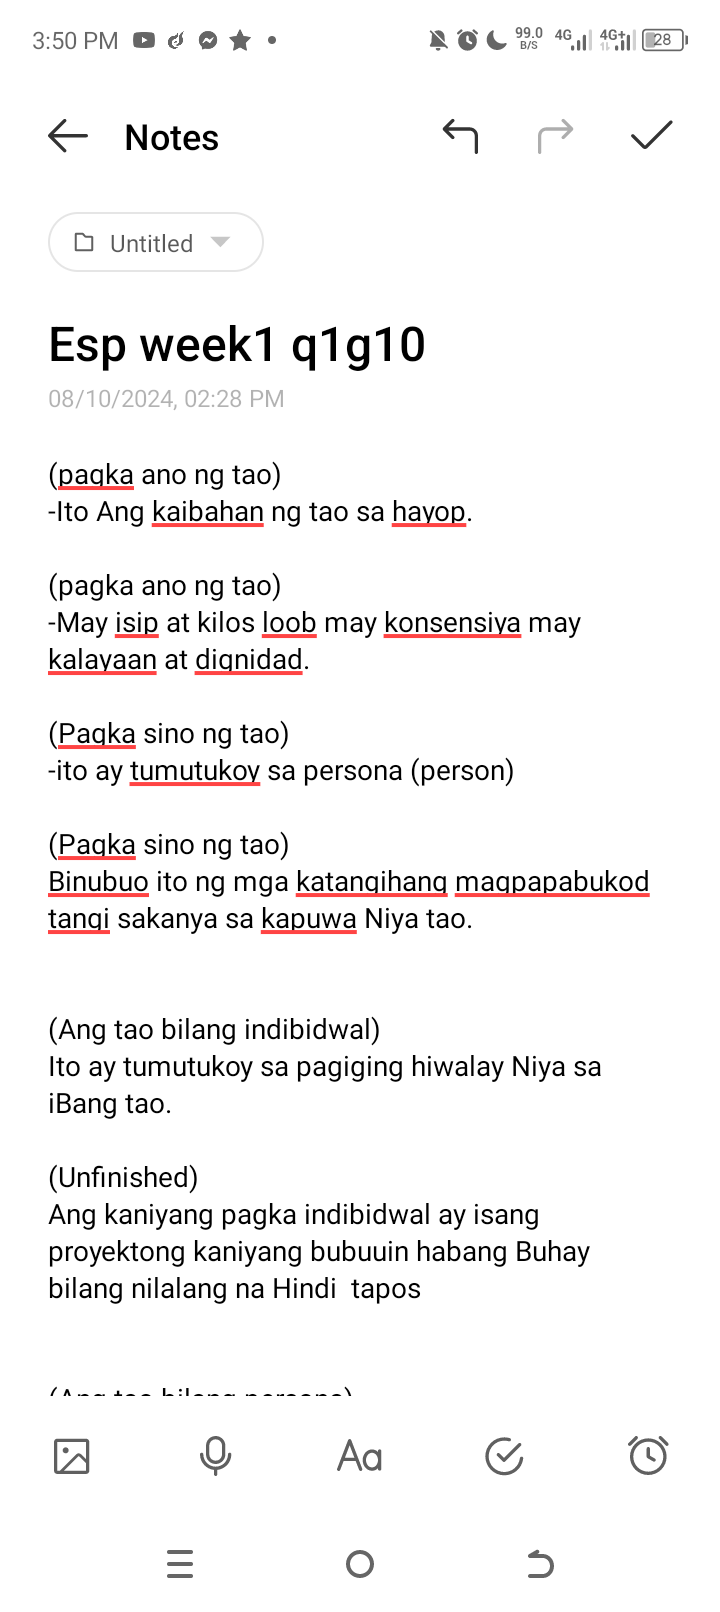 3:50 PM
99.0 B/S 4G 4G+ 28
Notes
Untitled
Esp week1 q1g10
08/10/2024, 02:28 PM
(pagka ano ng tao)
-Ito Ang kaibahan ng tao sa hayop.
(pagka ano ng tao)
-May isip at kilos loob may konsensiya may
kalayaan at dignidad.
(Pagka sino ng tao)
-ito ay tumutukoy sa persona (person)
(Pagka sino ng tao)
Binubuo ito ng mga katangihang magpapabukod
tangi sakanya sa kapuwa Niya tao.
(Ang tao bilang indibidwal)
Ito ay tumutukoy sa pagiging hiwalay Niya sa
iBang tao.
(Unfinished)
Ang kaniyang pagka indibidwal ay isang
proyektong kaniyang bubuuin habang Buhay
bilang nilalang na Hindi  tapos
(Ang tao bilang persona)
Aa